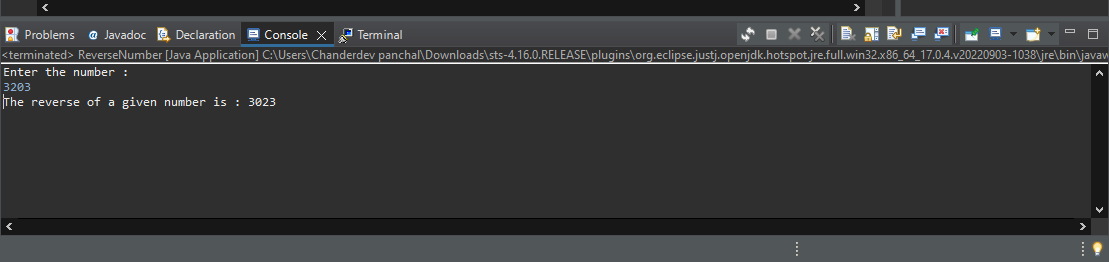 Problems Javadoc Declaration Console Terminal
<terminated> ReverseNumber [Java Application] C:\Users\Chanderdev panchal\Downloads\sts-4.16.0.RELEASE\plugins\org.eclipse.justj.openjdk.hotspot.jre.full.win32.x86_64_17.0.4.v20220903-1038\jre\bin\javaw
Enter the number :
3203
The reverse of a given number is : 3023